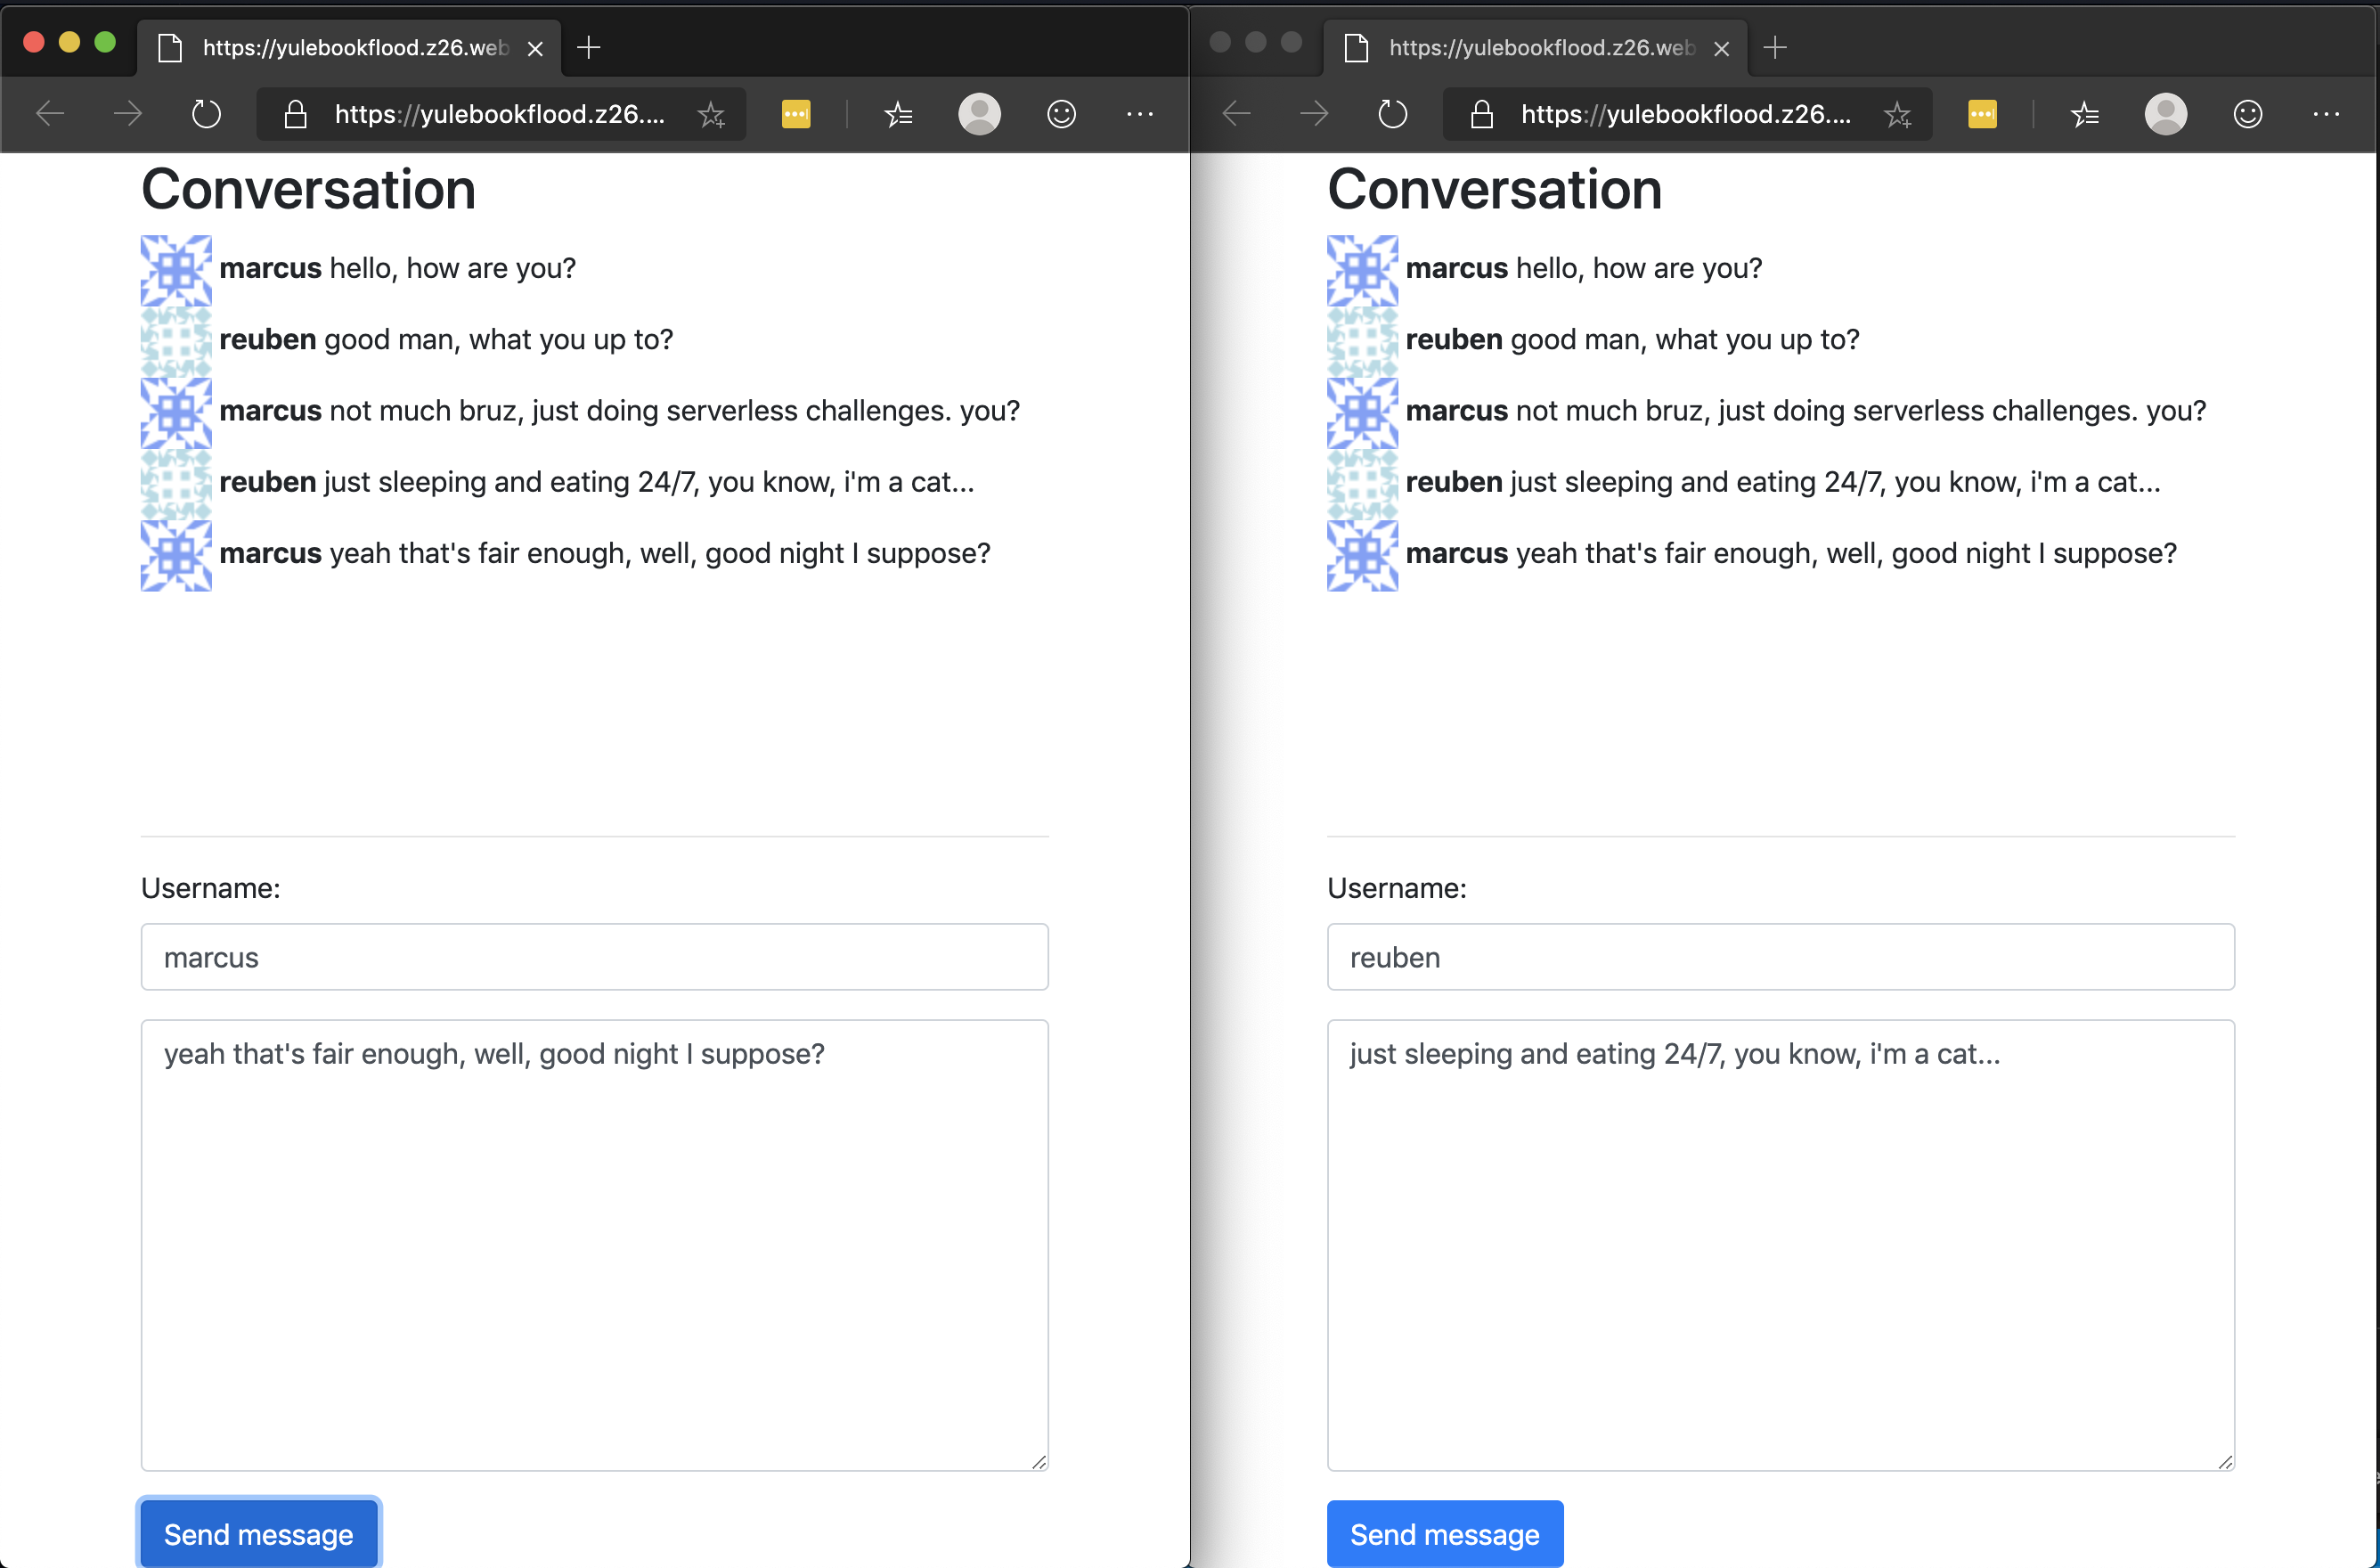 https://yulebookflood.z26.web
https://yulebookflood.z26....
Conversation
marcus hello, how are you?
reuben good man, what you up to?
marcus not much bruz, just doing serverless challenges. you?
reuben just sleeping and eating 24/7, you know, i'm a cat...
marcus yeah that's fair enough, well, good night I suppose?
Username:
marcus
yeah that's fair enough, well, good night I suppose?
Send message
https://yulebookflood.z26.web
https://yulebookflood.z26....
Conversation
marcus hello, how are you?
reuben good man, what you up to?
marcus not much bruz, just doing serverless challenges. you?
reuben just sleeping and eating 24/7, you know, i'm a cat...
marcus yeah that's fair enough, well, good night I suppose?
Username:
reuben
just sleeping and eating 24/7, you know, i'm a cat...
Send message